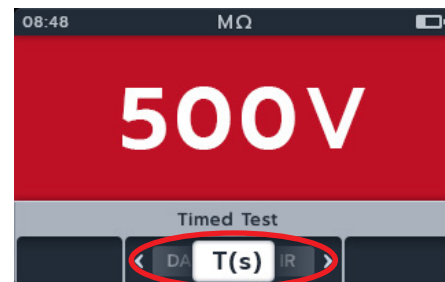 08:48 MΩ
500V
Timed Test
< DA T(s) IR >